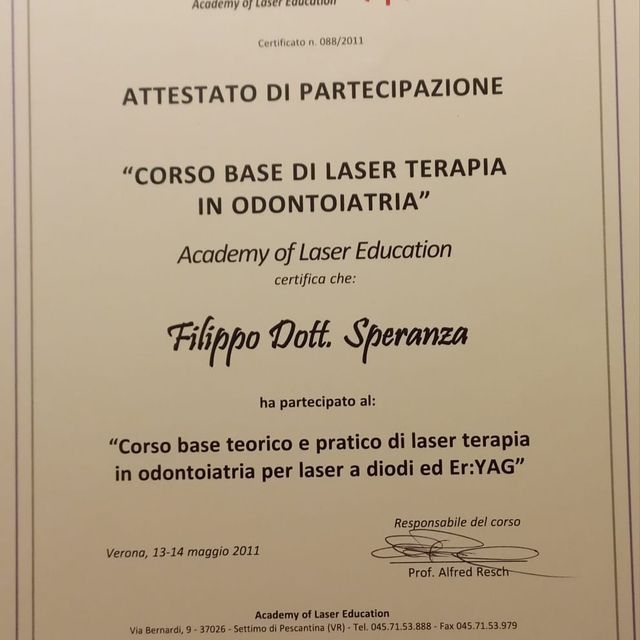 Academy of Laser Education
Certificato n. 088/2011
ATTESTATO DI PARTECIPAZIONE
“CORSO BASE DI LASER TERAPIA
IN ODONTOIATRIA”
Academy of Laser Education
certifica che:
Filippo Dott. Speranza
ha partecipato al:
“Corso base teorico e pratico di laser terapia
in odontoiatria per laser a diodi ed Er:YAG”
Responsabile del corso
Verona, 13-14 maggio 2011
Prof. Alfred Resch
Academy of Laser Education
Via Bernardi, 9 - 37026 - Settimo di Pescantina (VR) - Tel. 045.71.53.888 - Fax 045.71.53.979